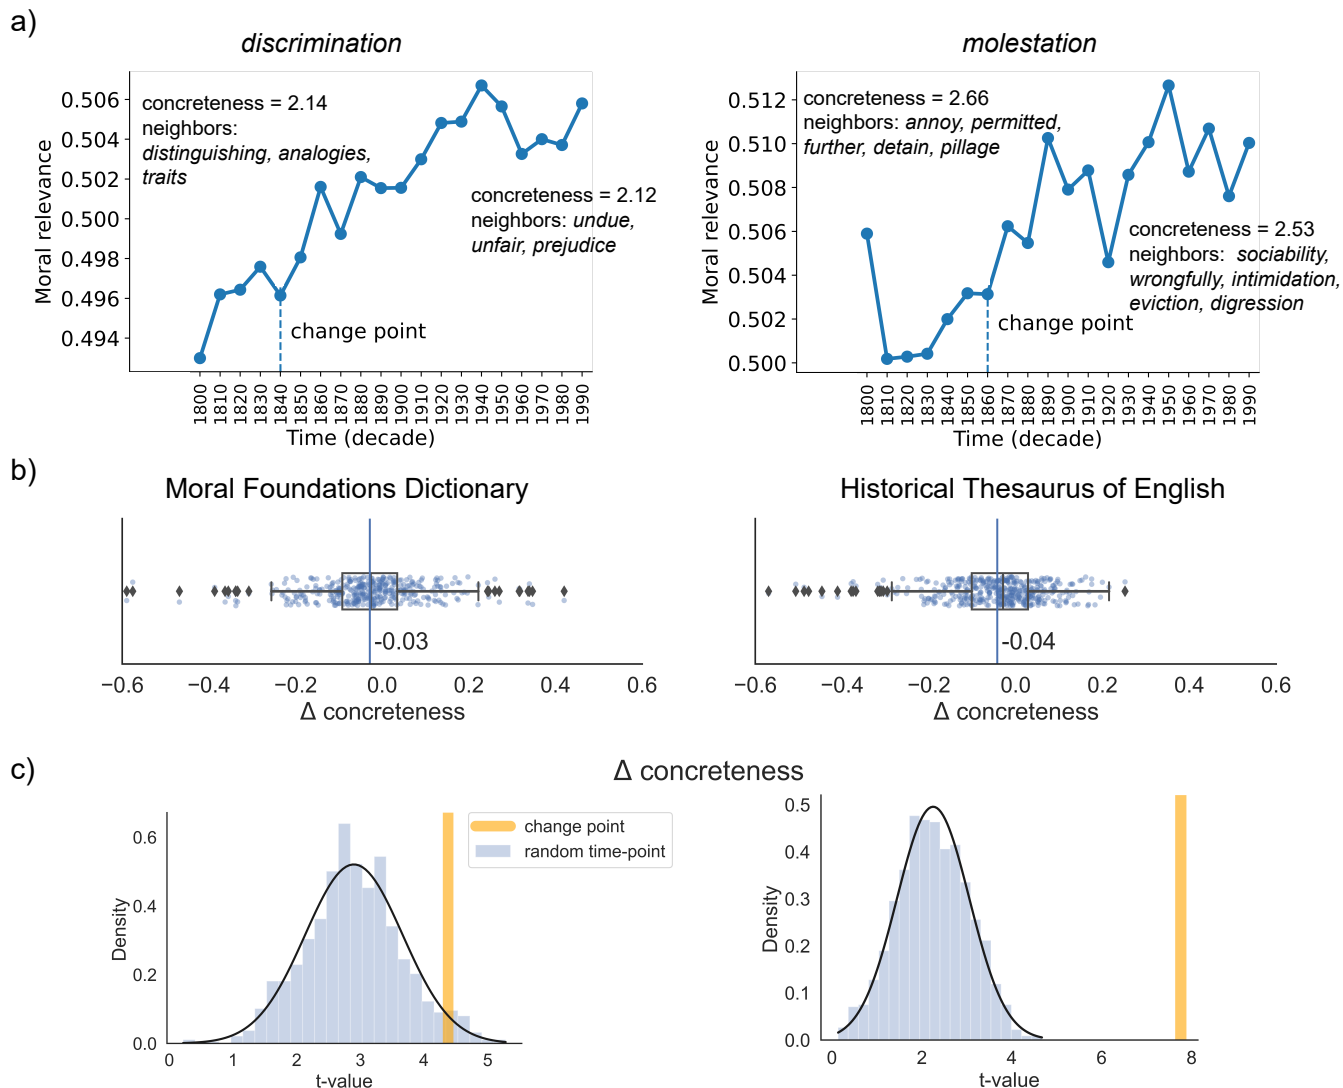 a)
discrimination
concreteness = 2.14
neighbors:
distinguishing, analogies,
traits
concreteness = 2.12
neighbors: undue,
unfair, prejudice
change point
Moral relevance
0.506
0.504
0.502
0.500
0.498
0.496
0.494
1800 1810 1820 1830 1840 1850 1860 1870 1880 1890 1900 1910 1920 1930 1940 1950 1960 1970 1980 1990
Time (decade)
molestation
concreteness = 2.66
neighbors: annoy, permitted,
further, detain, pillage
concreteness = 2.53
neighbors: sociability,
wrongfully, intimidation,
eviction, digression
change point
Moral relevance
0.512
0.510
0.508
0.506
0.504
0.502
0.500
1800 1810 1820 1830 1840 1850 1860 1870 1880 1890 1900 1910 1920 1930 1940 1950 1960 1970 1980 1990
Time (decade)
b)
Moral Foundations Dictionary
-0.03
−0.6 −0.4 −0.2 0.0 0.2 0.4 0.6
Δ concreteness
Historical Thesaurus of English
-0.04
−0.6 −0.4 −0.2 0.0 0.2 0.4 0.6
Δ concreteness
c)
Δ concreteness
change point
random time-point
Density
0.6
0.4
0.2
0.0
0 1 2 3 4 5
t-value
Density
0.5
0.4
0.3
0.2
0.1
0.0
0 2 4 6 8
t-value